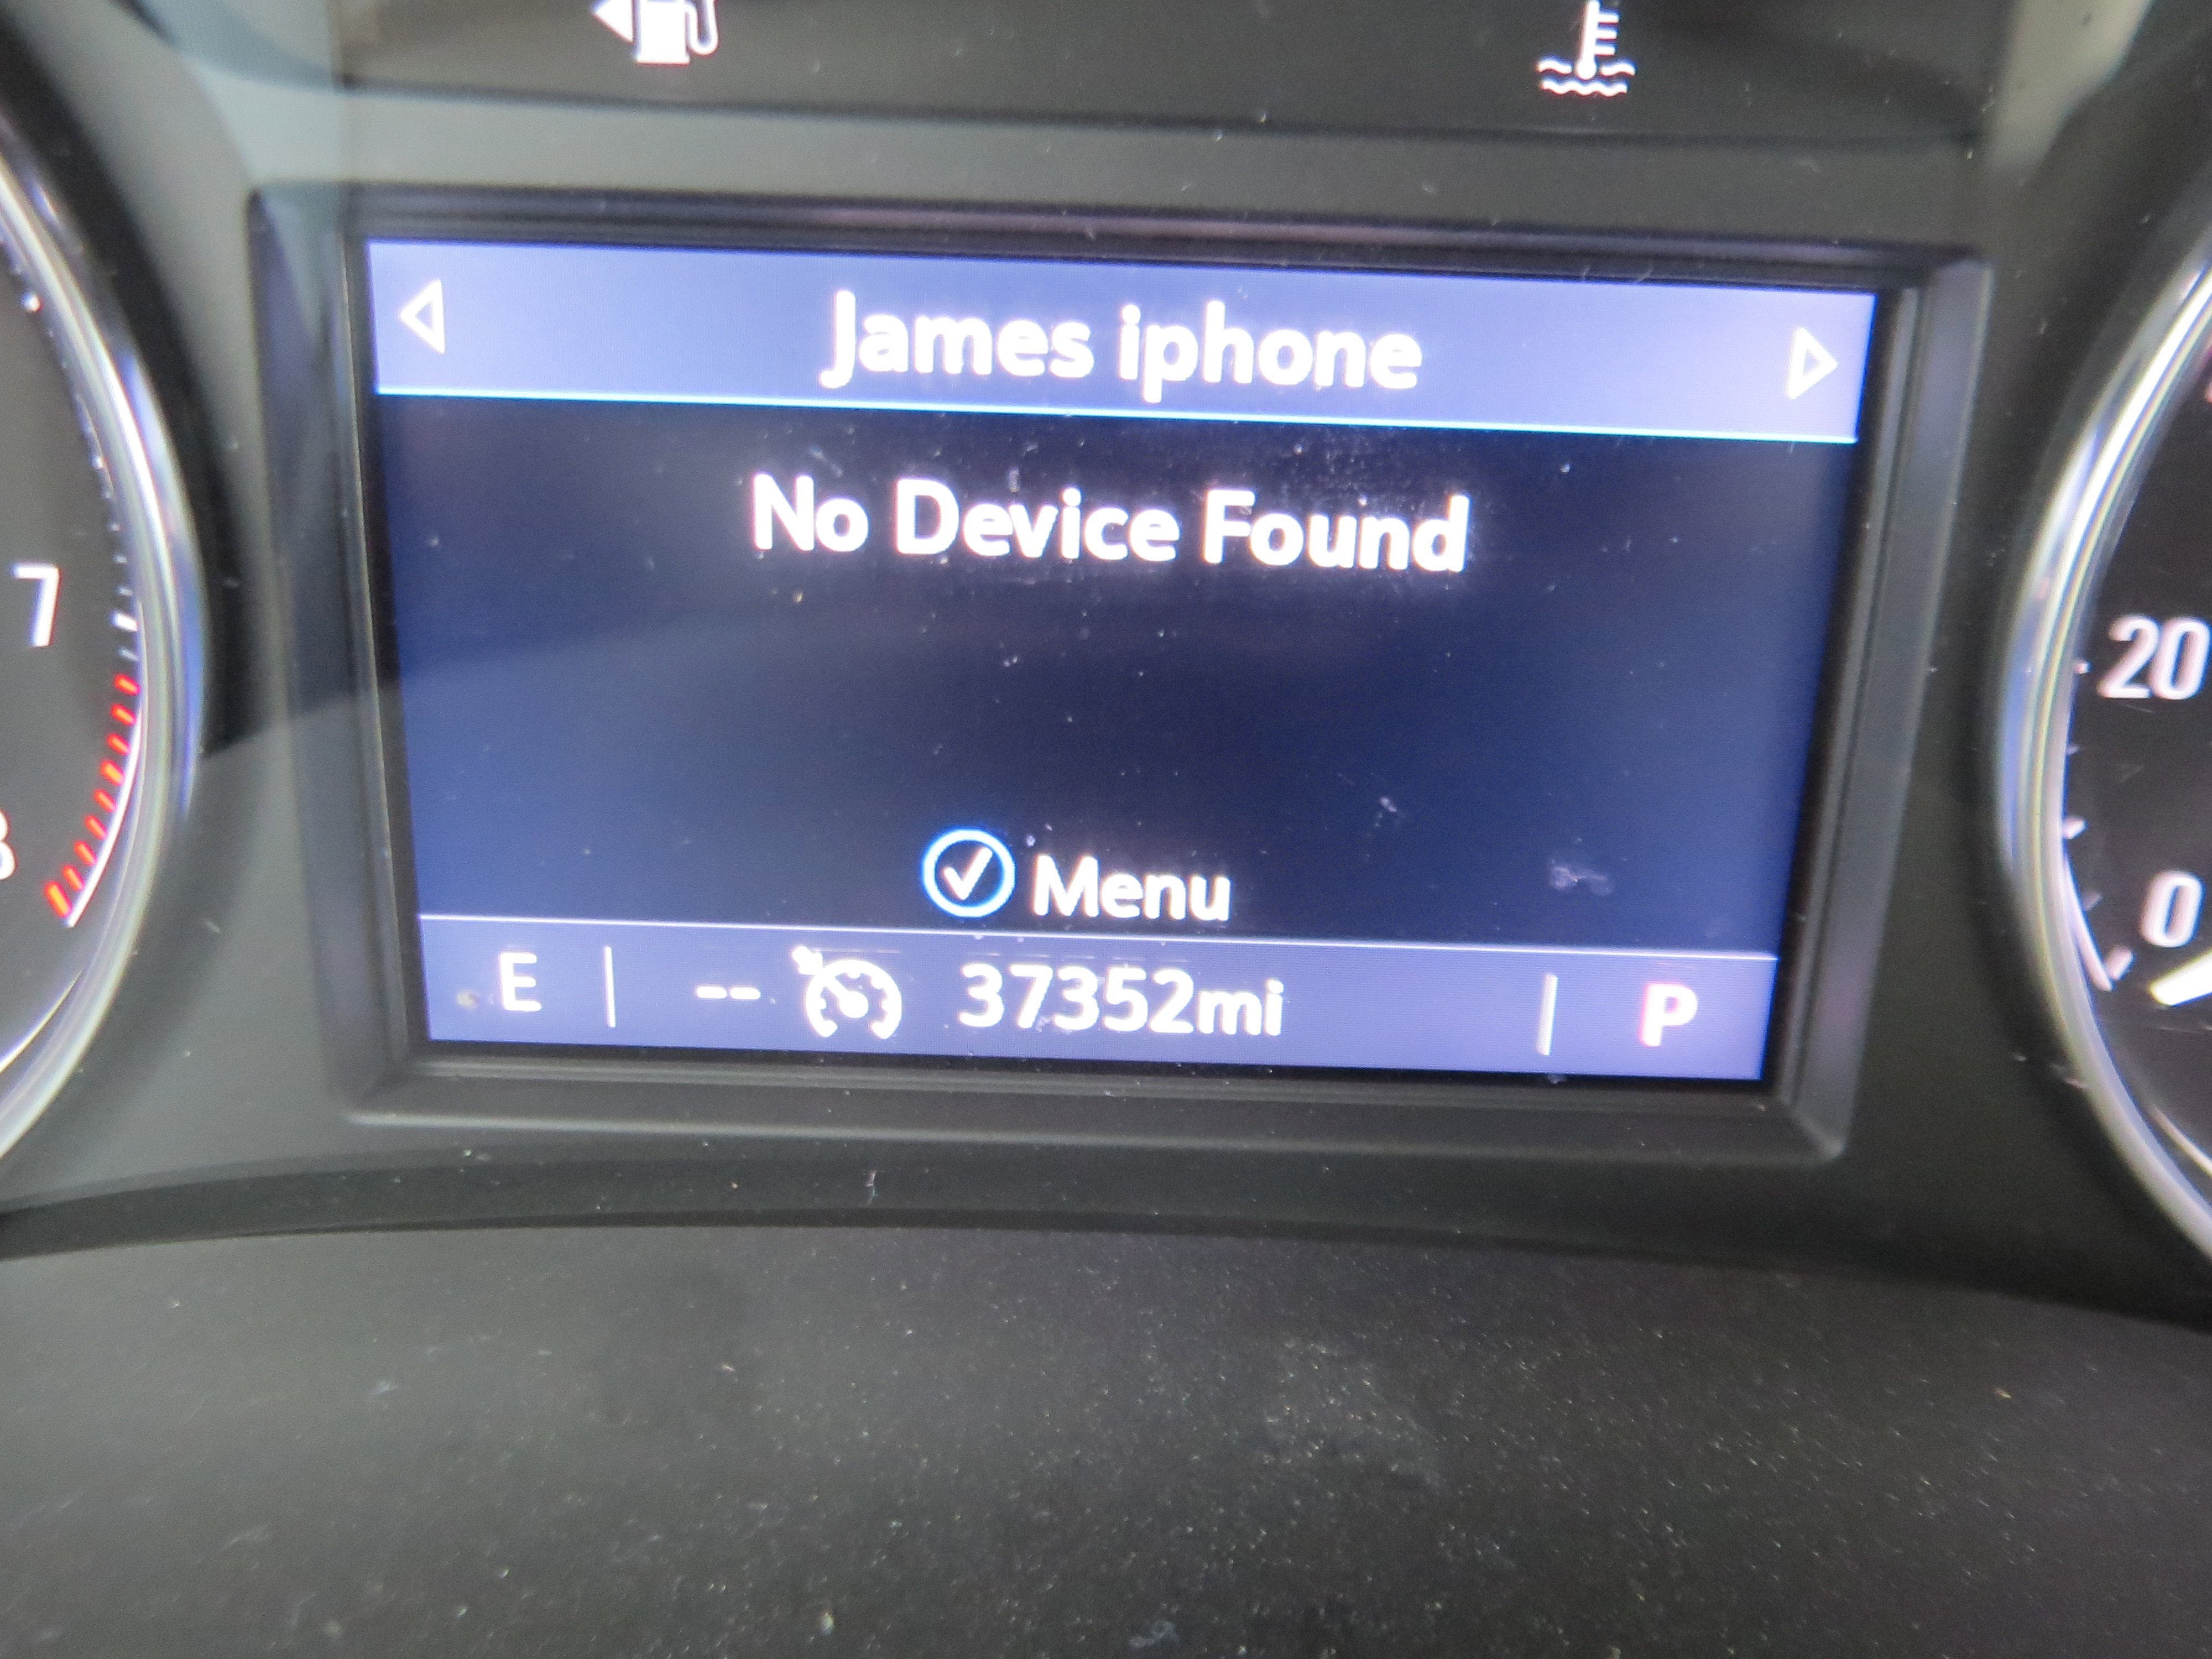 James iphone
No Device Found
Menu
E -- 37352mi P
7
20
0